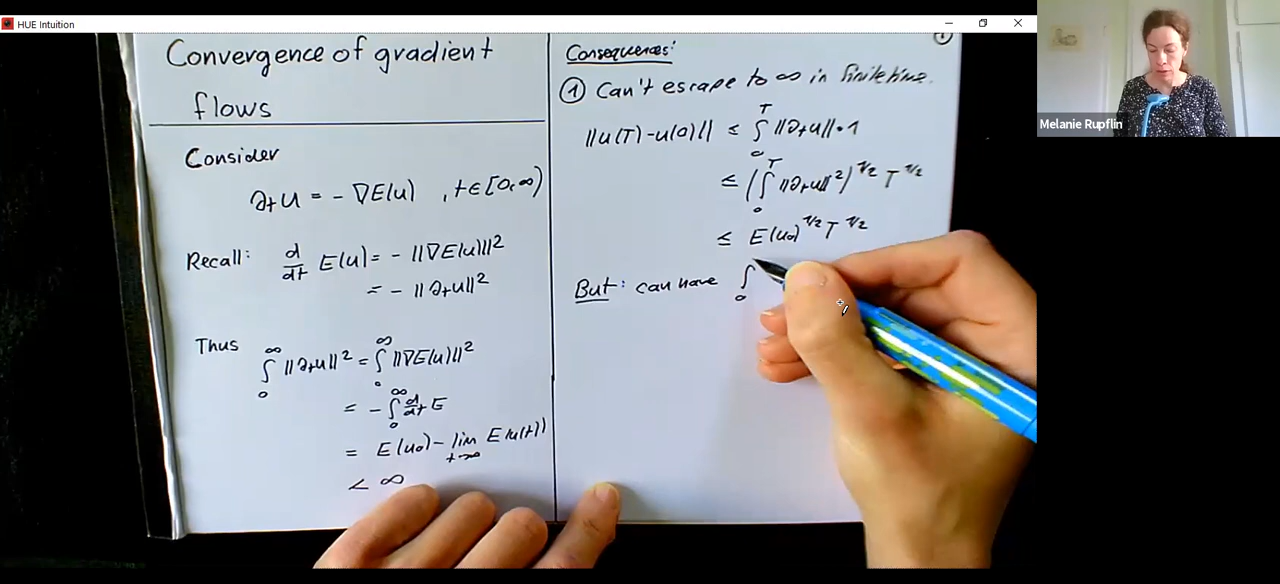 HUE Intuition
Convergence of gradient
flows
Consider
∂ₜu = - ∇E(u) , t∈[0,∞)
Recall: d/dt E(u) = - ||∇E(u)||²
= - ||∂ₜu||²
Thus
∫₀^∞ ||∂ₜu||² = ∫₀^∞ ||∇E(u)||²
= - ∫₀^∞ d/dt E
= E(u₀) - lim_{t→∞} E(u(t))
< ∞
Consequences:
① Can't escape to ∞ in finite time.
||u(T)-u(0)|| ≤ ∫₀^T ||∂ₜu||·1
≤ (∫₀^T ||∂ₜu||²)^{1/2} T^{1/2}
≤ E(u₀)^{1/2} T^{1/2}
But: can have ∫₀
Melanie Rupflin